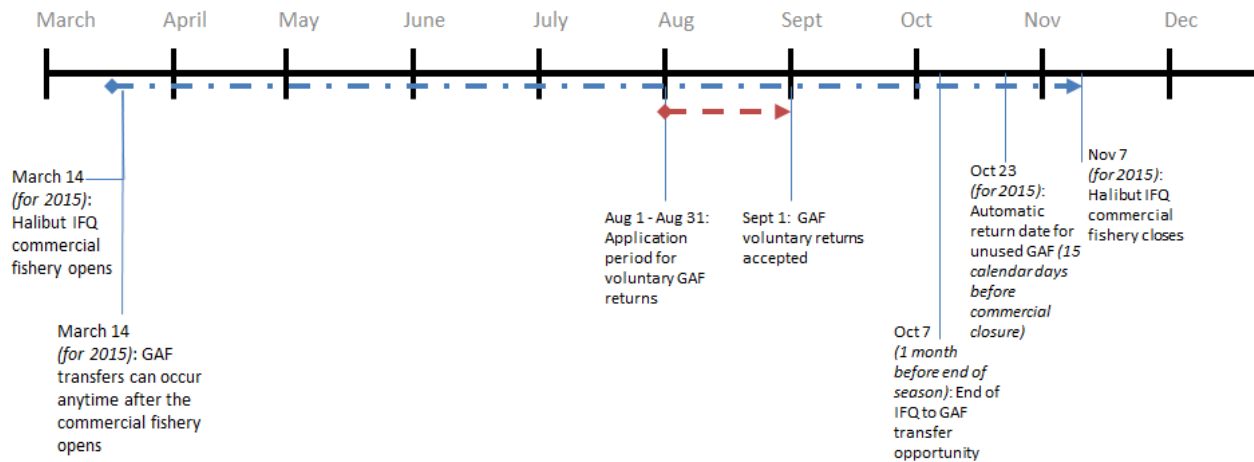 March April May June July Aug Sept Oct Nov Dec
March 14
(for 2015):
Halibut IFQ
commercial
fishery opens
March 14
(for 2015): GAF
transfers can occur
anytime after the
commercial fishery
opens
Aug 1 - Aug 31:
Application
period for
voluntary GAF
returns
Sept 1: GAF
voluntary returns
accepted
Oct 7
(1 month
before end of
season): End of
IFQ to GAF
transfer
opportunity
Oct 23
(for 2015):
Automatic
return date for
unused GAF (15
calendar days
before
commercial
closure)
Nov 7
(for 2015):
Halibut IFQ
commercial
fishery closes